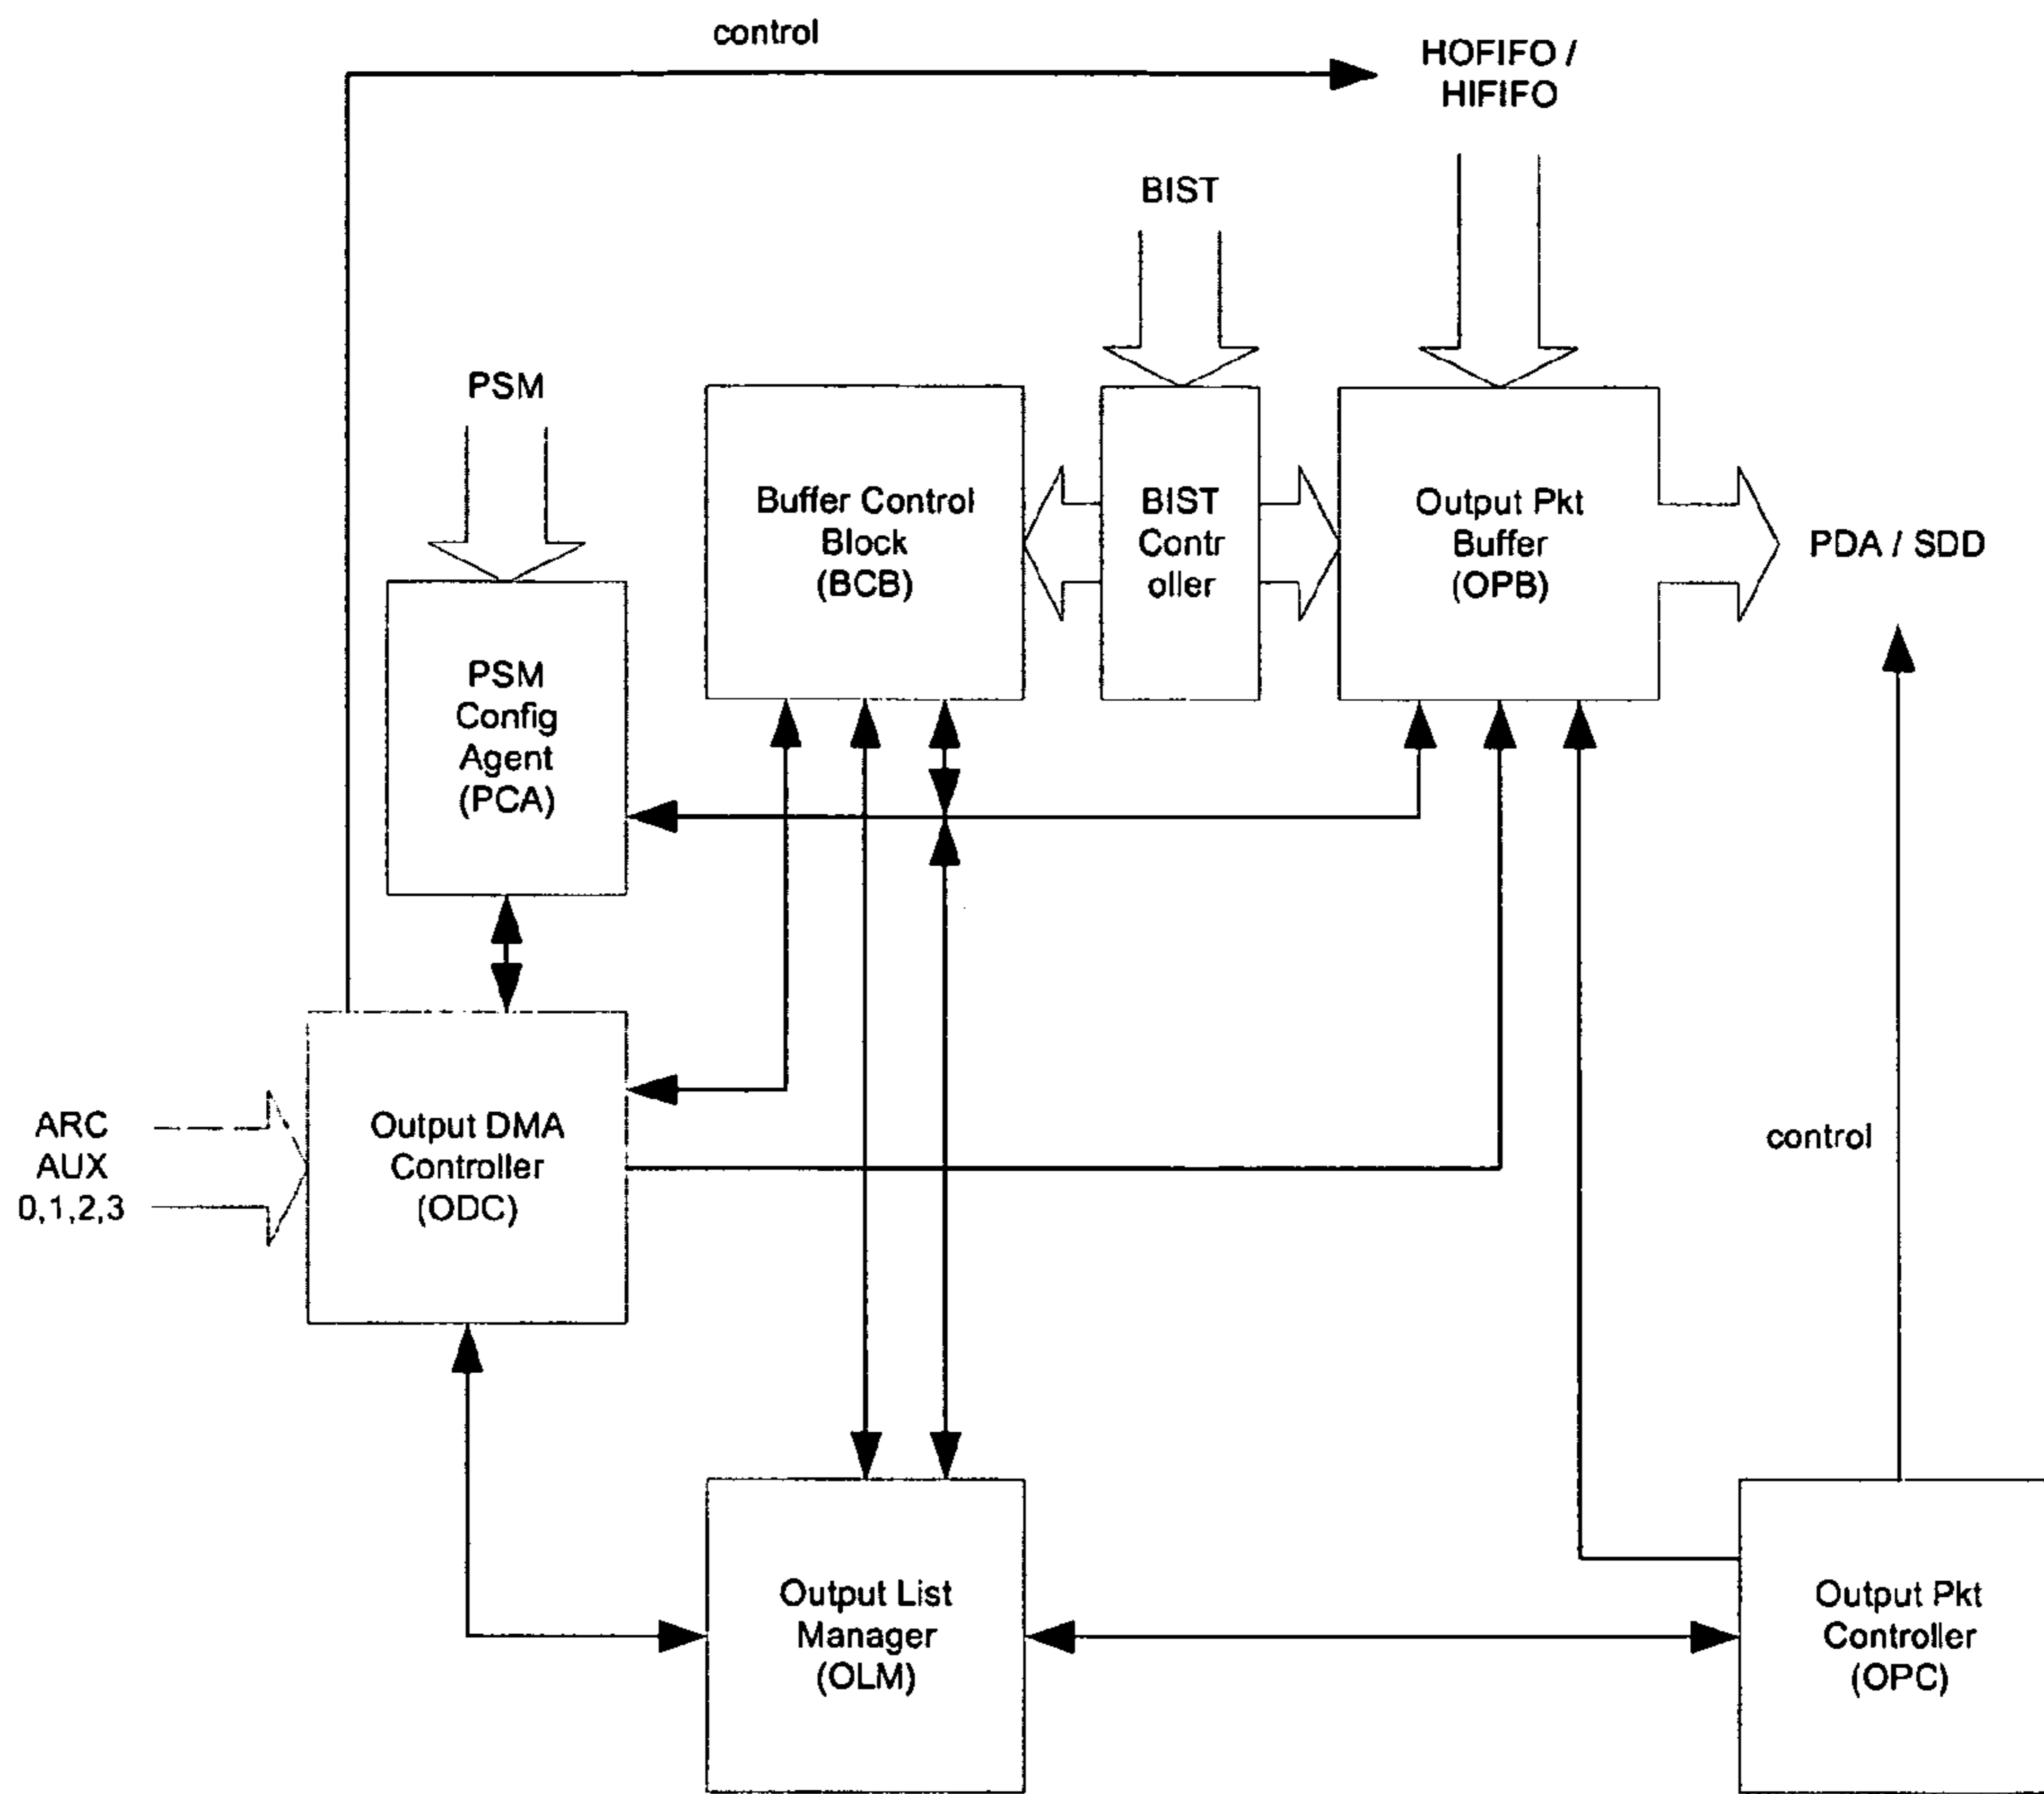 control
HOFIFO /
HIFIFO
BIST
PSM
Buffer Control
Block
(BCB)
BIST
Contr
oller
Output Pkt
Buffer
(OPB)
PDA / SDD
PSM
Config
Agent
(PCA)
ARC
AUX
0,1,2,3
Output DMA
Controller
(ODC)
control
Output List
Manager
(OLM)
Output Pkt
Controller
(OPC)